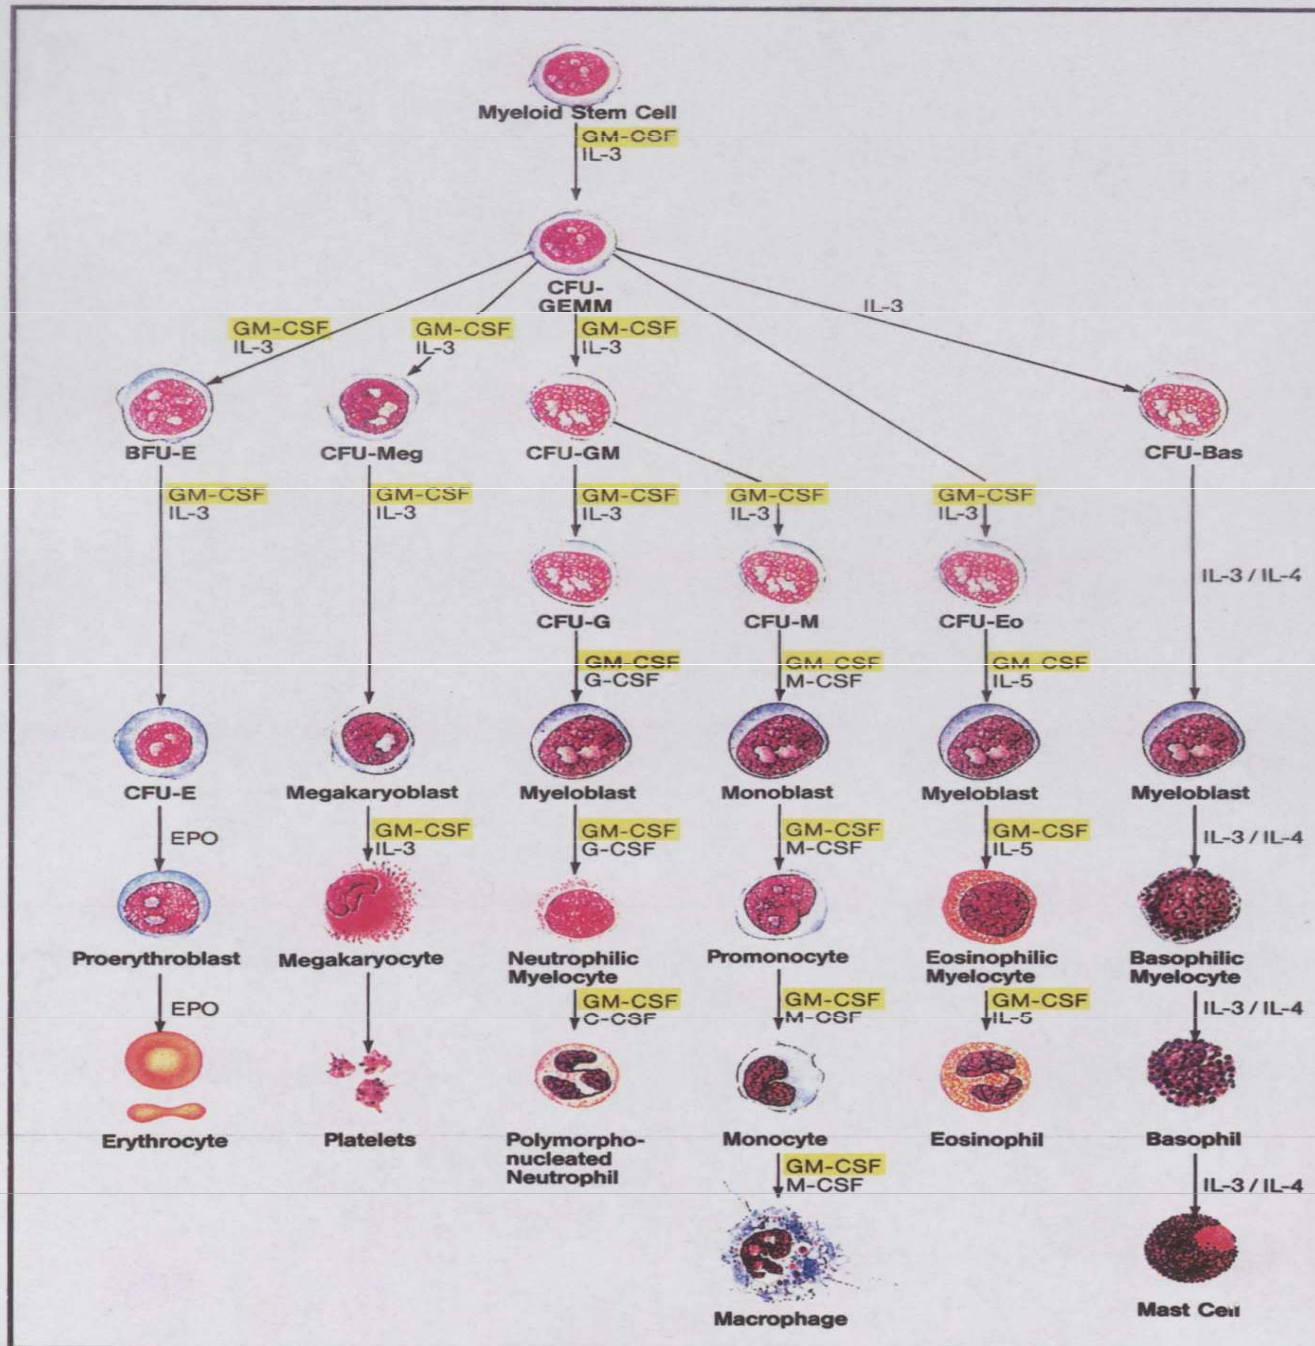 Myeloid Stem Cell
GM-CSF
IL-3
CFU-
GEMM
GM-CSF
IL-3
GM-CSF
IL-3
GM-CSF
IL-3
IL-3
BFU-E
CFU-Meg
CFU-GM
CFU-Bas
GM-CSF
IL-3
GM-CSF
IL-3
GM-CSF
IL-3
GM-CSF
IL-3
GM-CSF
IL-3
IL-3 / IL-4
CFU-G
CFU-M
CFU-Eo
GM-CSF
G-CSF
GM-CSF
M-CSF
GM-CSF
IL-5
CFU-E
Megakaryoblast
Myeloblast
Monoblast
Myeloblast
Myeloblast
EPO
GM-CSF
IL-3
GM-CSF
G-CSF
GM-CSF
M-CSF
GM-CSF
IL-5
IL-3 / IL-4
Proerythroblast
Megakaryocyte
Neutrophilic
Myelocyte
Promonocyte
Eosinophilic
Myelocyte
Basophilic
Myelocyte
EPO
GM-CSF
C-CSF
GM-CSF
M-CSF
GM-CSF
IL-5
IL-3 / IL-4
Erythrocyte
Platelets
Polymorpho-
nucleated
Neutrophil
Monocyte
Eosinophil
Basophil
GM-CSF
M-CSF
IL-3 / IL-4
Macrophage
Mast Cell